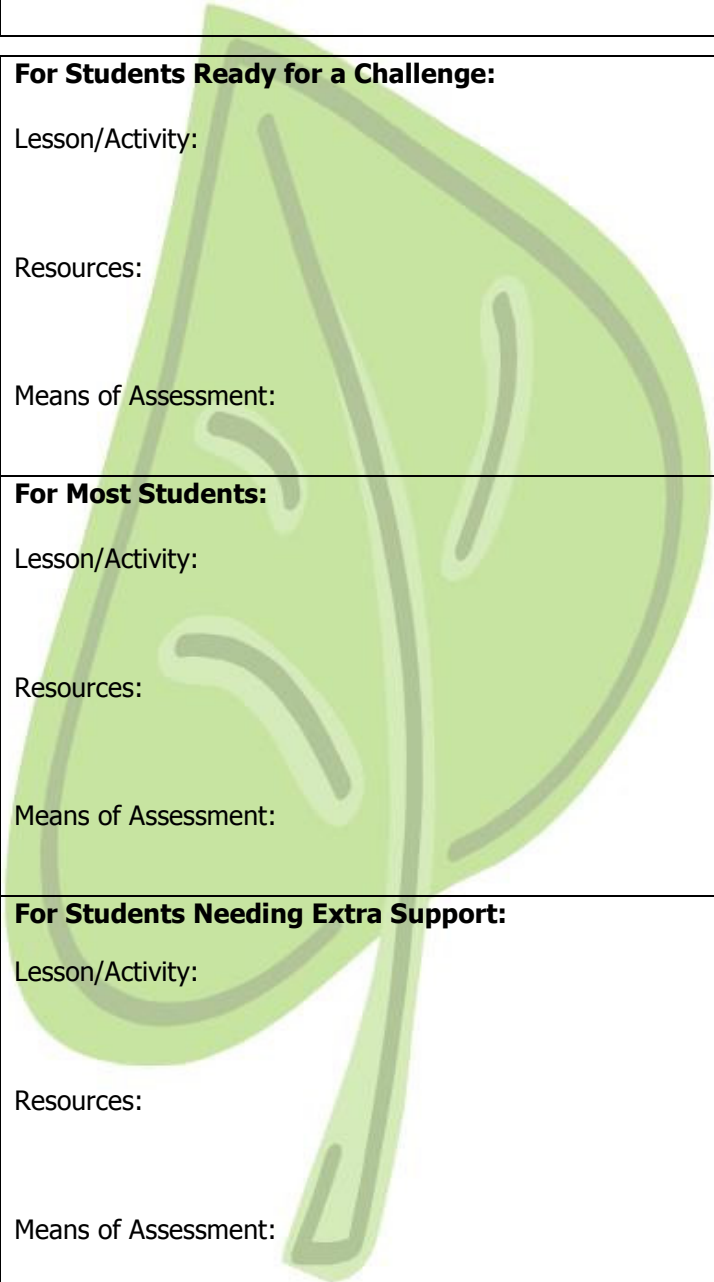 For Students Ready for a Challenge:
Lesson/Activity:
Resources:
Means of Assessment:
For Most Students:
Lesson/Activity:
Resources:
Means of Assessment:
For Students Needing Extra Support:
Lesson/Activity:
Resources:
Means of Assessment: